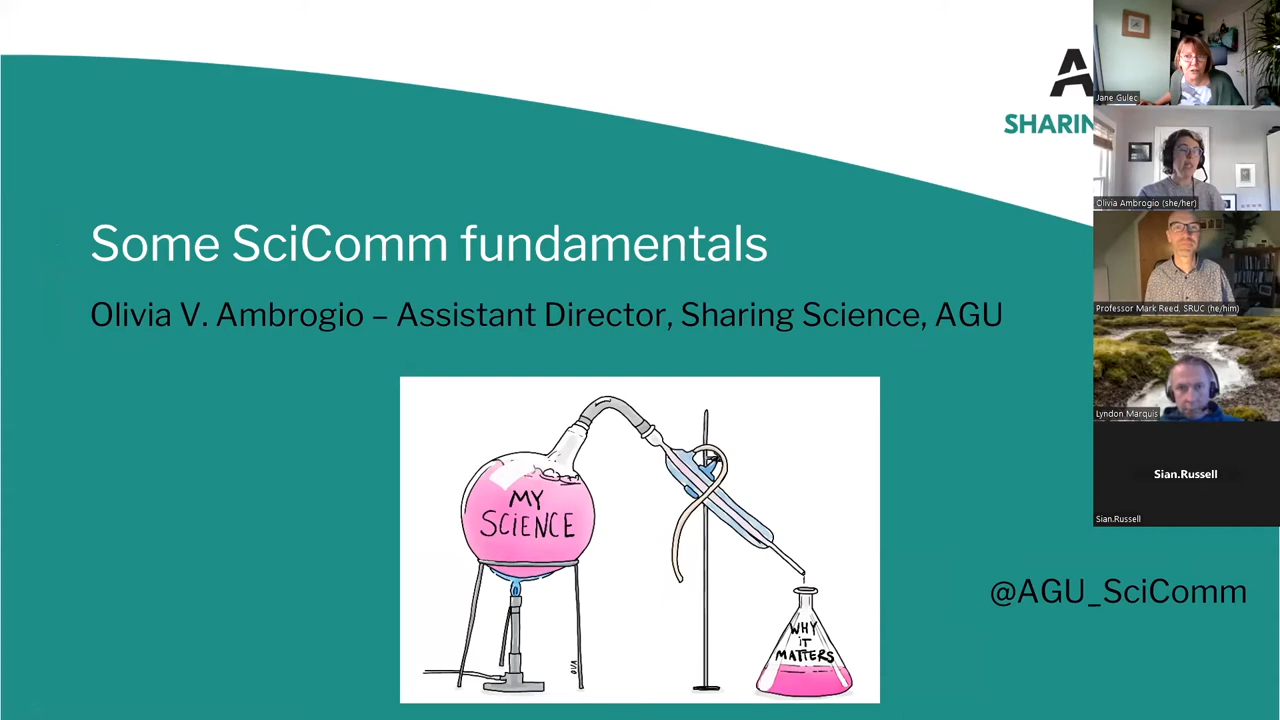 A
SHARIN
Some SciComm fundamentals
Olivia V. Ambrogio – Assistant Director, Sharing Science, AGU
MY
SCIENCE
WHY
IT
MATTERS
OVA
@AGU_SciComm
Jane Gulec
Olivia Ambrogio (she/her)
Professor Mark Reed, SRUC (he/him)
Lyndon Marquis
Sian.Russell
Sian.Russell